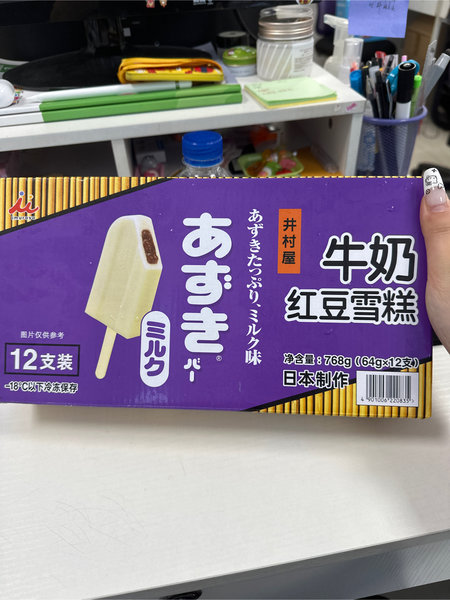 井村屋
牛奶
红豆雪糕
あずきたっぷり、ミルク味
あずきバー®
ミルク
图片仅供参考
12支装
-18℃以下冷冻保存
净含量：768g（64g×12支）
日本制作
4 901006 220835